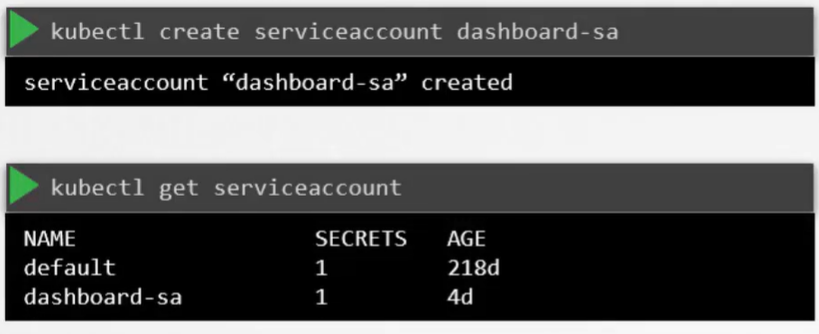 kubectl create serviceaccount dashboard-sa
serviceaccount “dashboard-sa” created
kubectl get serviceaccount
NAME SECRETS AGE
default 1 218d
dashboard-sa 1 4d